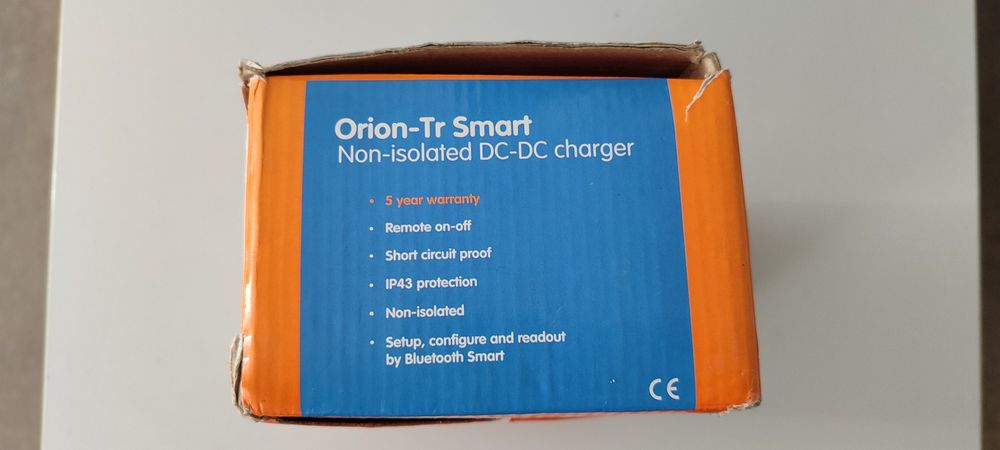 Orion-Tr Smart
Non-isolated DC-DC charger
• 5 year warranty
• Remote on-off
• Short circuit proof
• IP43 protection
• Non-isolated
• Setup, configure and readout
by Bluetooth Smart
CE